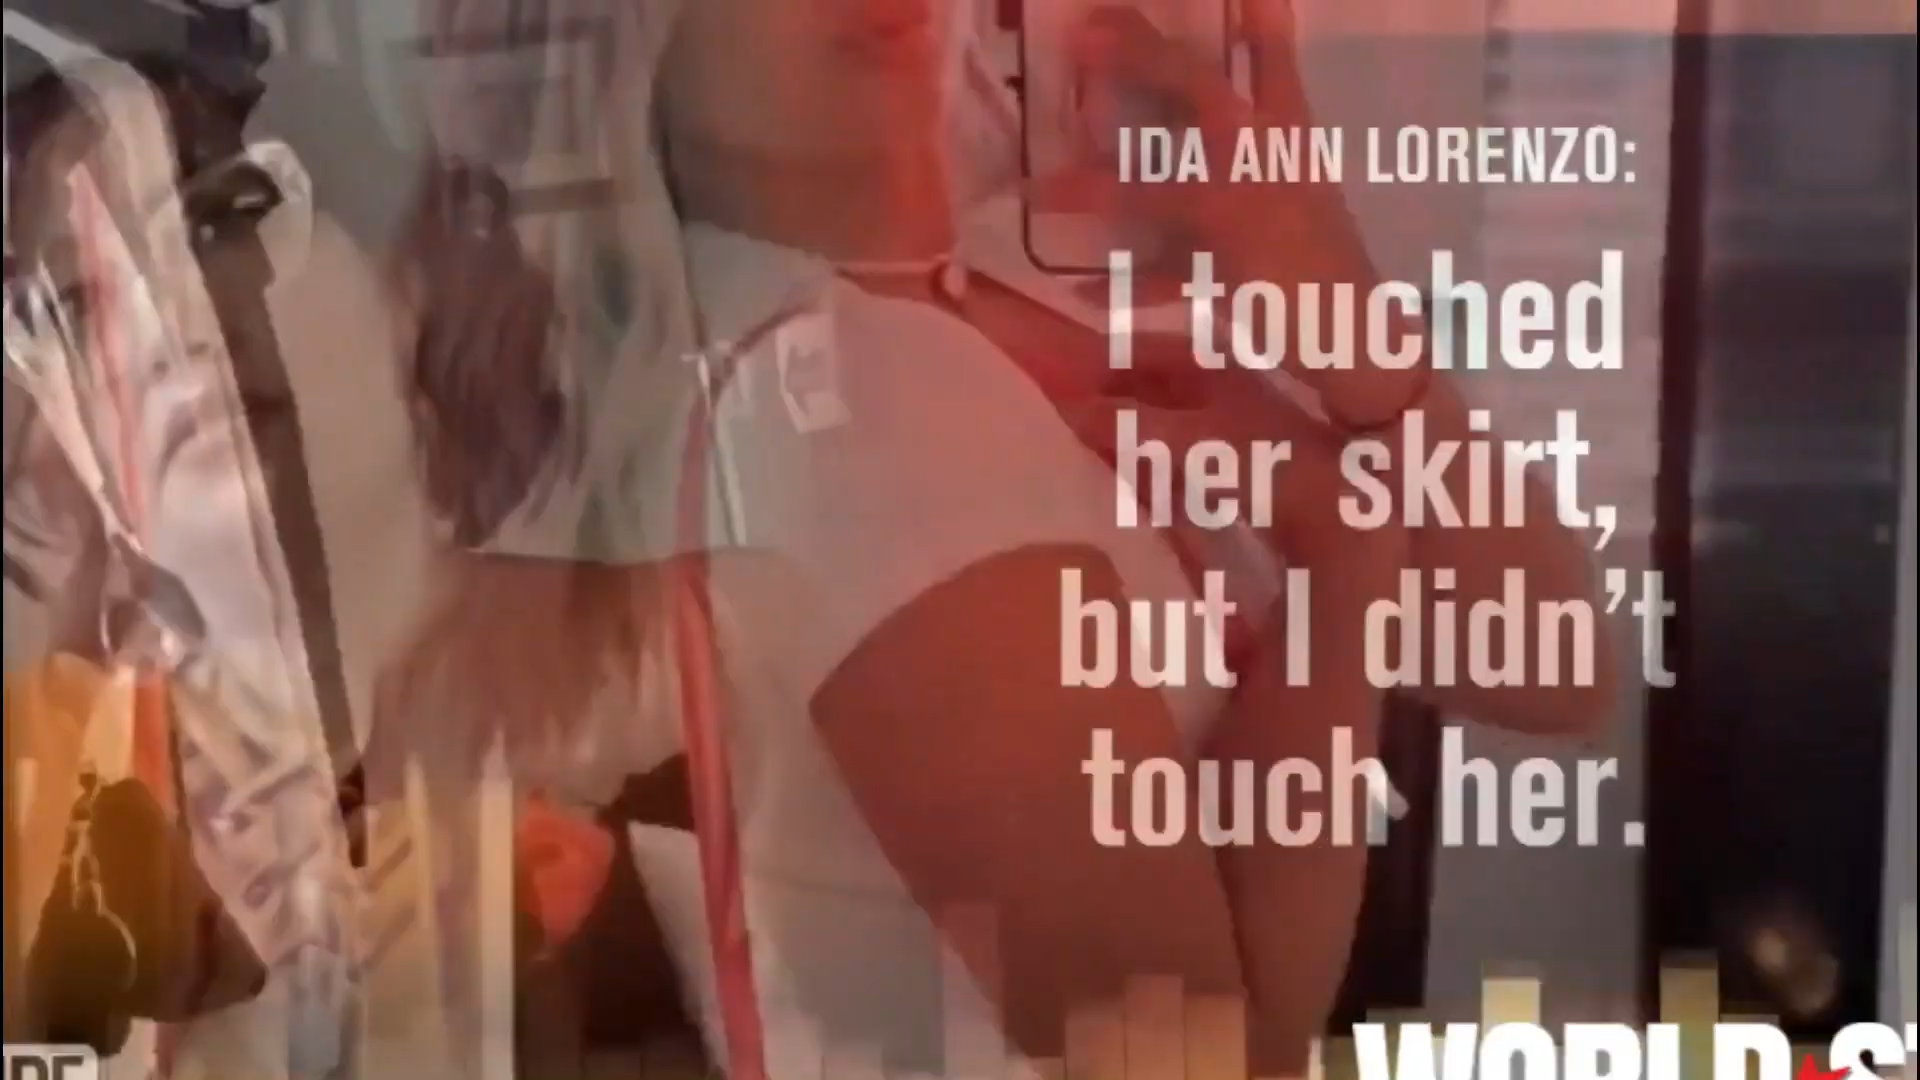 IDA ANN LORENZO:
I touched
her skirt,
but I didn't
touch her.